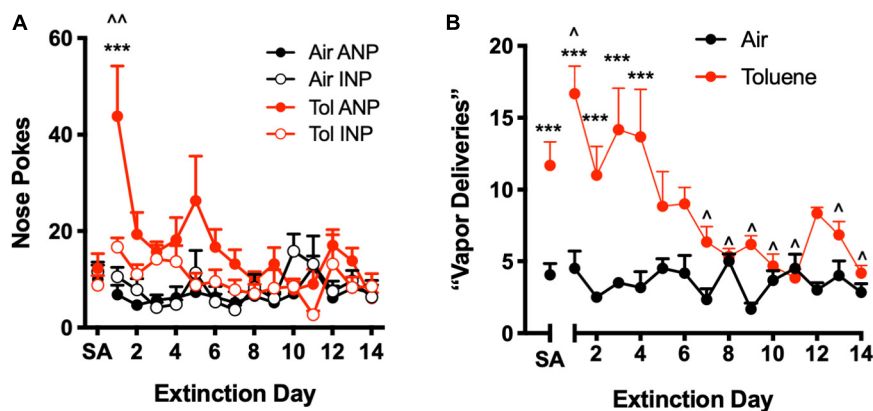 A
^^
***
60
40
20
0
Nose Pokes
Air ANP
Air INP
Tol ANP
Tol INP
SA 2 4 6 8 10 12 14
Extinction Day
B
^
***
***
***
***
***
^ ^ ^ ^ ^ ^ ^
20
15
10
5
0
“Vapor Deliveries”
Air
Toluene
SA 2 4 6 8 10 12 14
Extinction Day